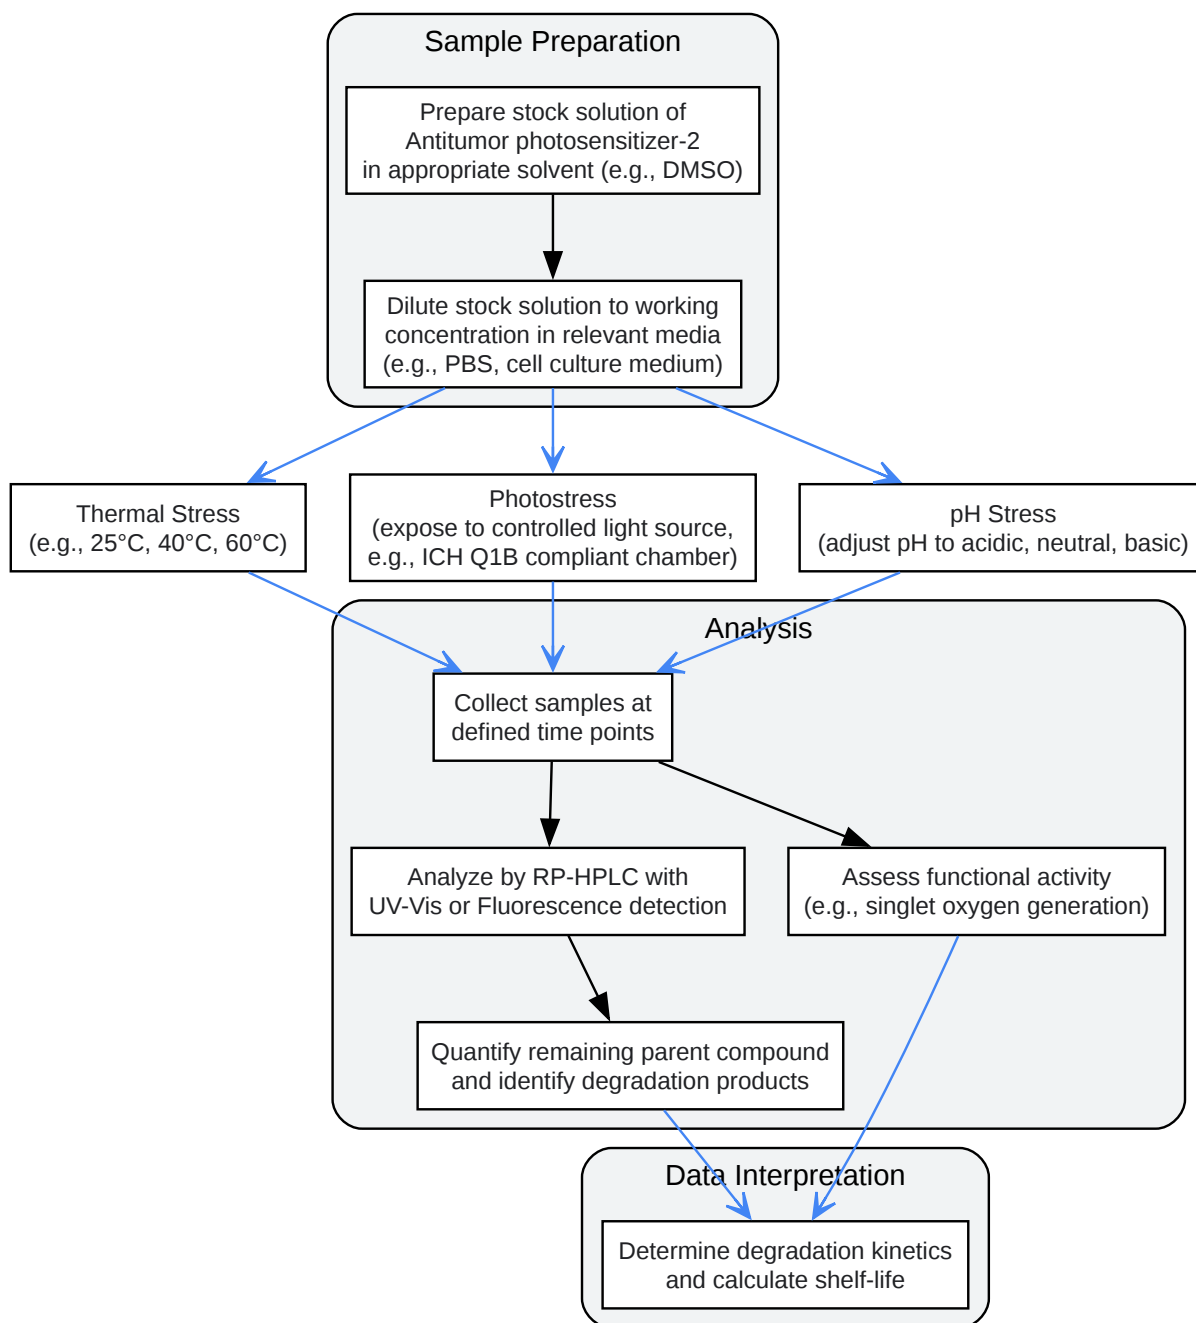 Sample Preparation
Prepare stock solution of
Antitumor photosensitizer-2
in appropriate solvent (e.g., DMSO)
Dilute stock solution to working
concentration in relevant media
(e.g., PBS, cell culture medium)
Thermal Stress
(e.g., 25°C, 40°C, 60°C)
Photostress
(expose to controlled light source,
e.g., ICH Q1B compliant chamber)
pH Stress
(adjust pH to acidic, neutral, basic)
Analysis
Collect samples at
defined time points
Analyze by RP-HPLC with
UV-Vis or Fluorescence detection
Assess functional activity
(e.g., singlet oxygen generation)
Quantify remaining parent compound
and identify degradation products
Data Interpretation
Determine degradation kinetics
and calculate shelf-life